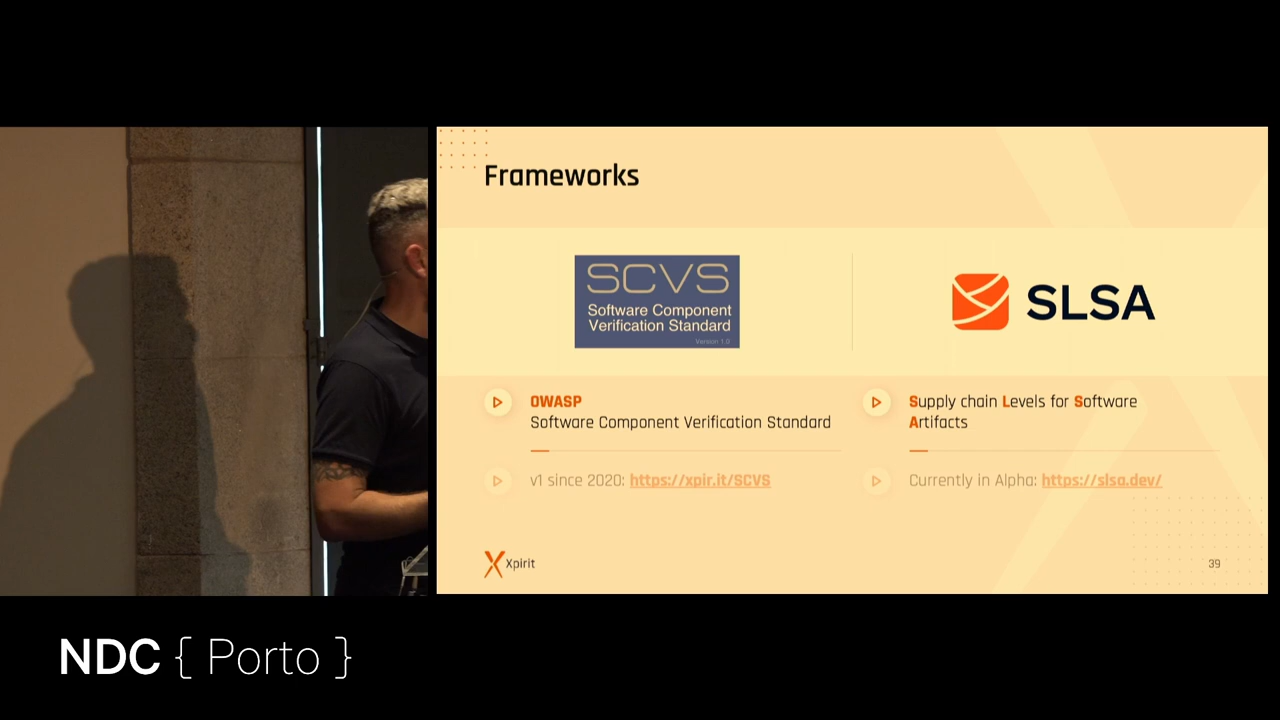 Frameworks
SCVS
Software Component
Verification Standard
Version 1.0
SLSA
OWASP
Software Component Verification Standard
Supply chain Levels for Software
Artifacts
v1 since 2020: https://xpir.it/SCVS
Currently in Alpha: https://slsa.dev/
Xpirit
39
NDC { Porto }